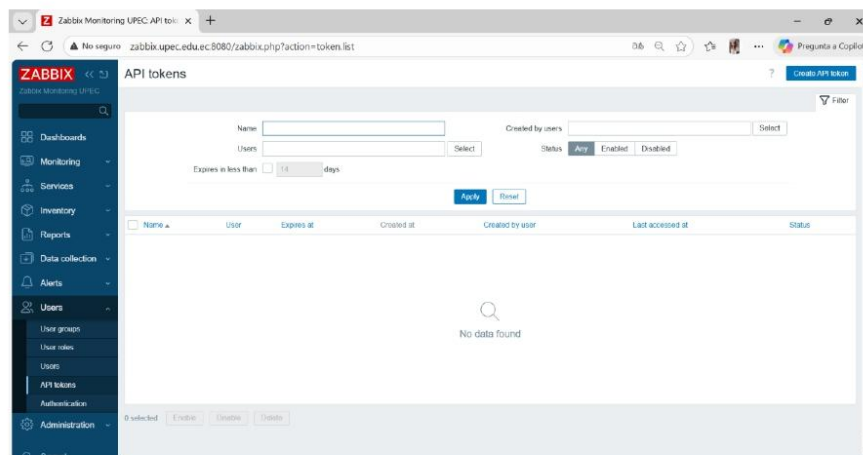 Zabbix Monitoring UPEC: API tok
No seguro zabbix.upec.edu.ec:8080/zabbix.php?action=token.list
Pregunta a Copilot
ZABBIX
Zabbix Monitoring UPEC
API tokens
? Create API token
Filter
Name
Created by users
Select
Users
Select
Status Any Enabled Disabled
Expires in less than 14 days
Apply Reset
Name User Expires at Created at Created by user Last accessed at Status
No data found
0 selected Enable Disable Delete
Dashboards
Monitoring
Services
Inventory
Reports
Data collection
Alerts
Users
User groups
User roles
Users
API tokens
Authentication
Administration